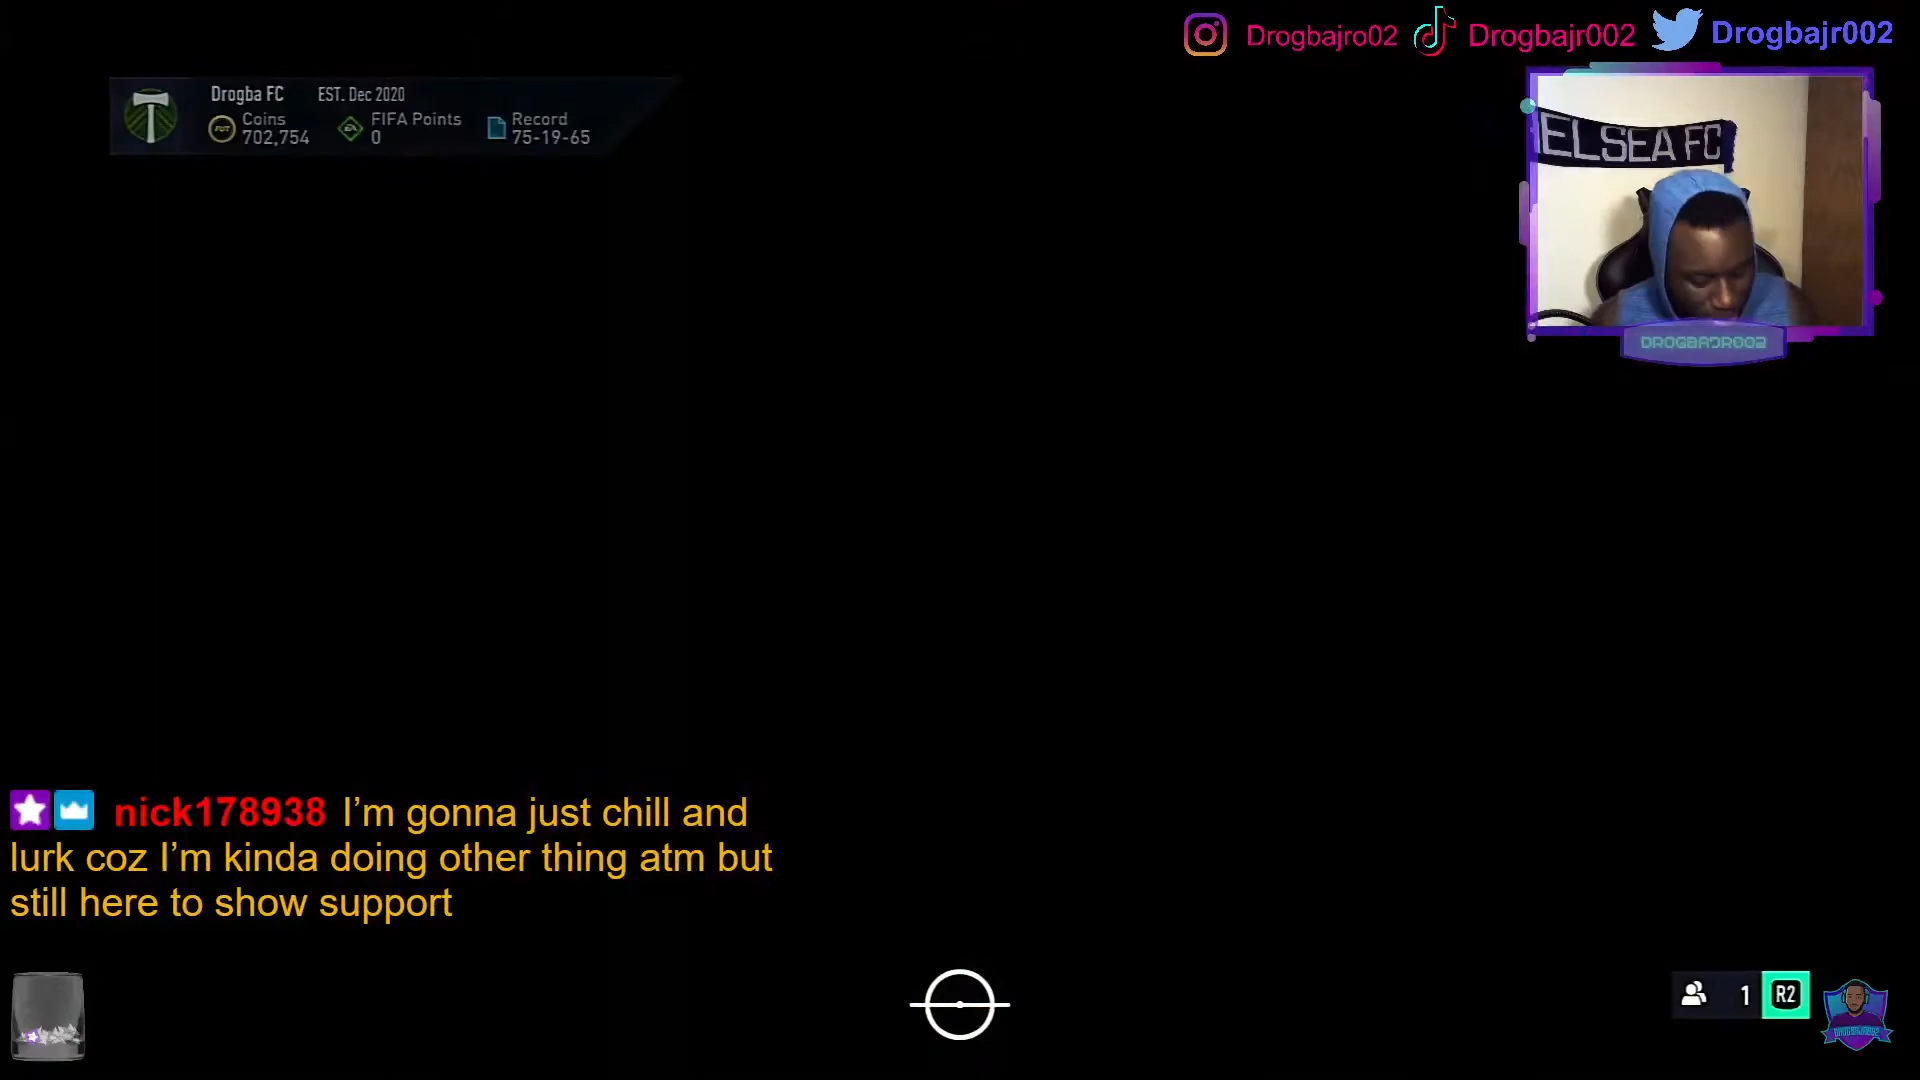 Drogbajro02 Drogbajr002 Drogbajr002
Drogba FC EST. Dec 2020
Coins FIFA Points Record
702,754 0 75-19-65
ELSEA FC
DROGBAJR002
nick178938 I’m gonna just chill and
lurk coz I’m kinda doing other thing atm but
still here to show support
1 R2
DROGBAJR002